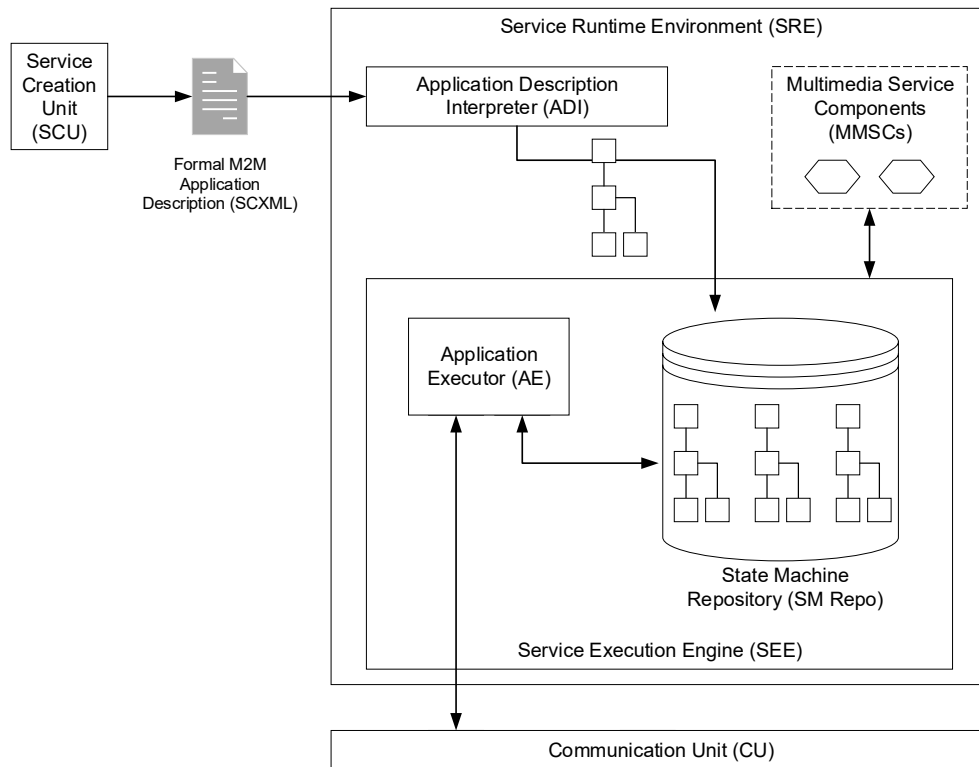 Service Runtime Environment (SRE)
Service
Creation
Unit
(SCU)
Formal M2M
Application
Description (SCXML)
Application Description
Interpreter (ADI)
Multimedia Service
Components
(MMSCs)
Application
Executor (AE)
State Machine
Repository (SM Repo)
Service Execution Engine (SEE)
Communication Unit (CU)